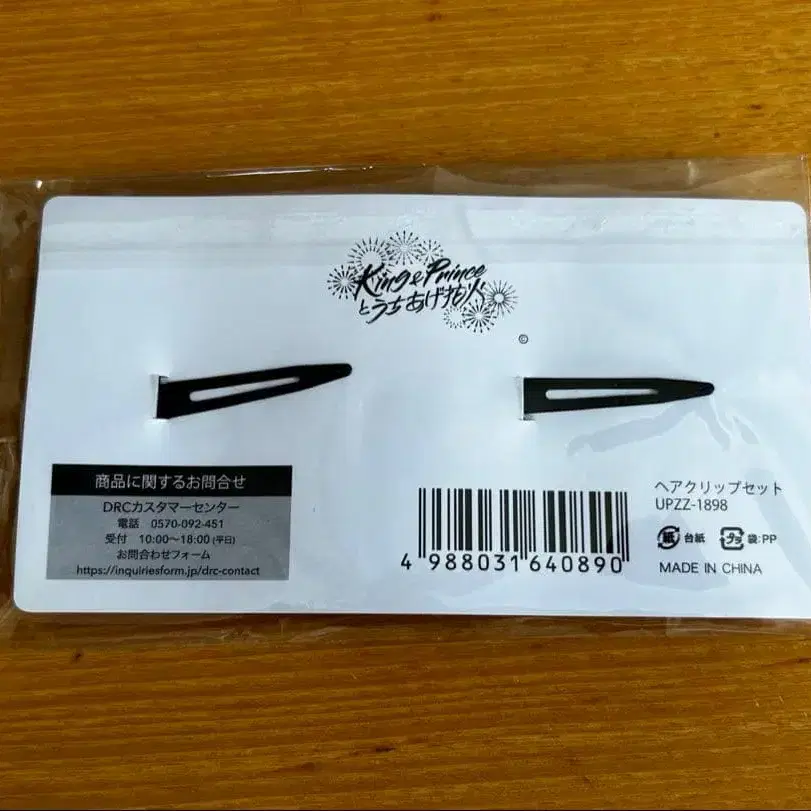 King & Prince
とうちあげ花火
©
商品に関するお問合せ
DRCカスタマーセンター
電話 0570-092-451
受付 10:00～18:00 (平日)
お問合わせフォーム
https://inquiriesform.jp/drc-contact
4 988031 640890
ヘアクリップセット
UPZZ-1898
紙 台紙 プラ 袋:PP
MADE IN CHINA